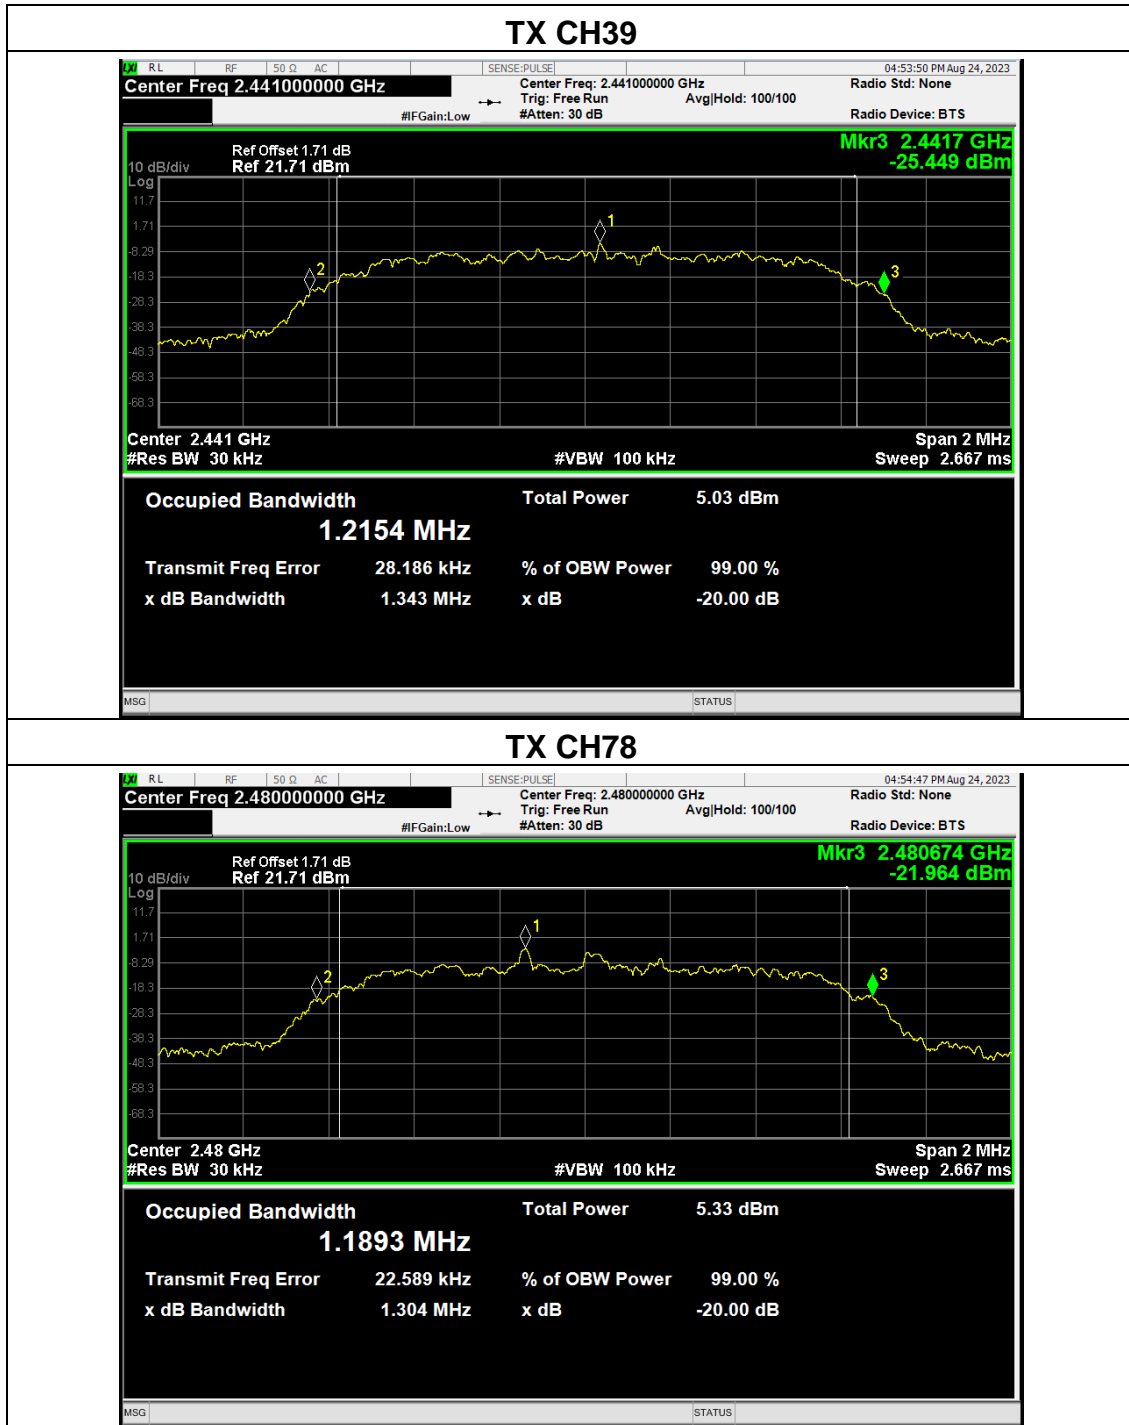 TX CH39
LXI RL RF 50 Ω AC SENSE:PULSE 04:53:50 PM Aug 24, 2023
Center Freq 2.441000000 GHz Center Freq: 2.441000000 GHz Radio Std: None
Trig: Free Run Avg|Hold: 100/100
#IFGain:Low #Atten: 30 dB Radio Device: BTS
Mkr3 2.4417 GHz
Ref Offset 1.71 dB
-25.449 dBm
10 dB/div Ref 21.71 dBm
Log
11.7
1.71
-8.29
-18.3
-28.3
-38.3
-48.3
-58.3
-68.3
1
2
3
Center 2.441 GHz Span 2 MHz
#Res BW 30 kHz #VBW 100 kHz Sweep 2.667 ms
Occupied Bandwidth Total Power 5.03 dBm
1.2154 MHz
Transmit Freq Error 28.186 kHz % of OBW Power 99.00 %
x dB Bandwidth 1.343 MHz x dB -20.00 dB
MSG STATUS
TX CH78
LXI RL RF 50 Ω AC SENSE:PULSE 04:54:47 PM Aug 24, 2023
Center Freq 2.480000000 GHz Center Freq: 2.480000000 GHz Radio Std: None
Trig: Free Run Avg|Hold: 100/100
#IFGain:Low #Atten: 30 dB Radio Device: BTS
Mkr3 2.480674 GHz
Ref Offset 1.71 dB
-21.964 dBm
10 dB/div Ref 21.71 dBm
Log
11.7
1.71
-8.29
-18.3
-28.3
-38.3
-48.3
-58.3
-68.3
1
2
3
Center 2.48 GHz Span 2 MHz
#Res BW 30 kHz #VBW 100 kHz Sweep 2.667 ms
Occupied Bandwidth Total Power 5.33 dBm
1.1893 MHz
Transmit Freq Error 22.589 kHz % of OBW Power 99.00 %
x dB Bandwidth 1.304 MHz x dB -20.00 dB
MSG STATUS